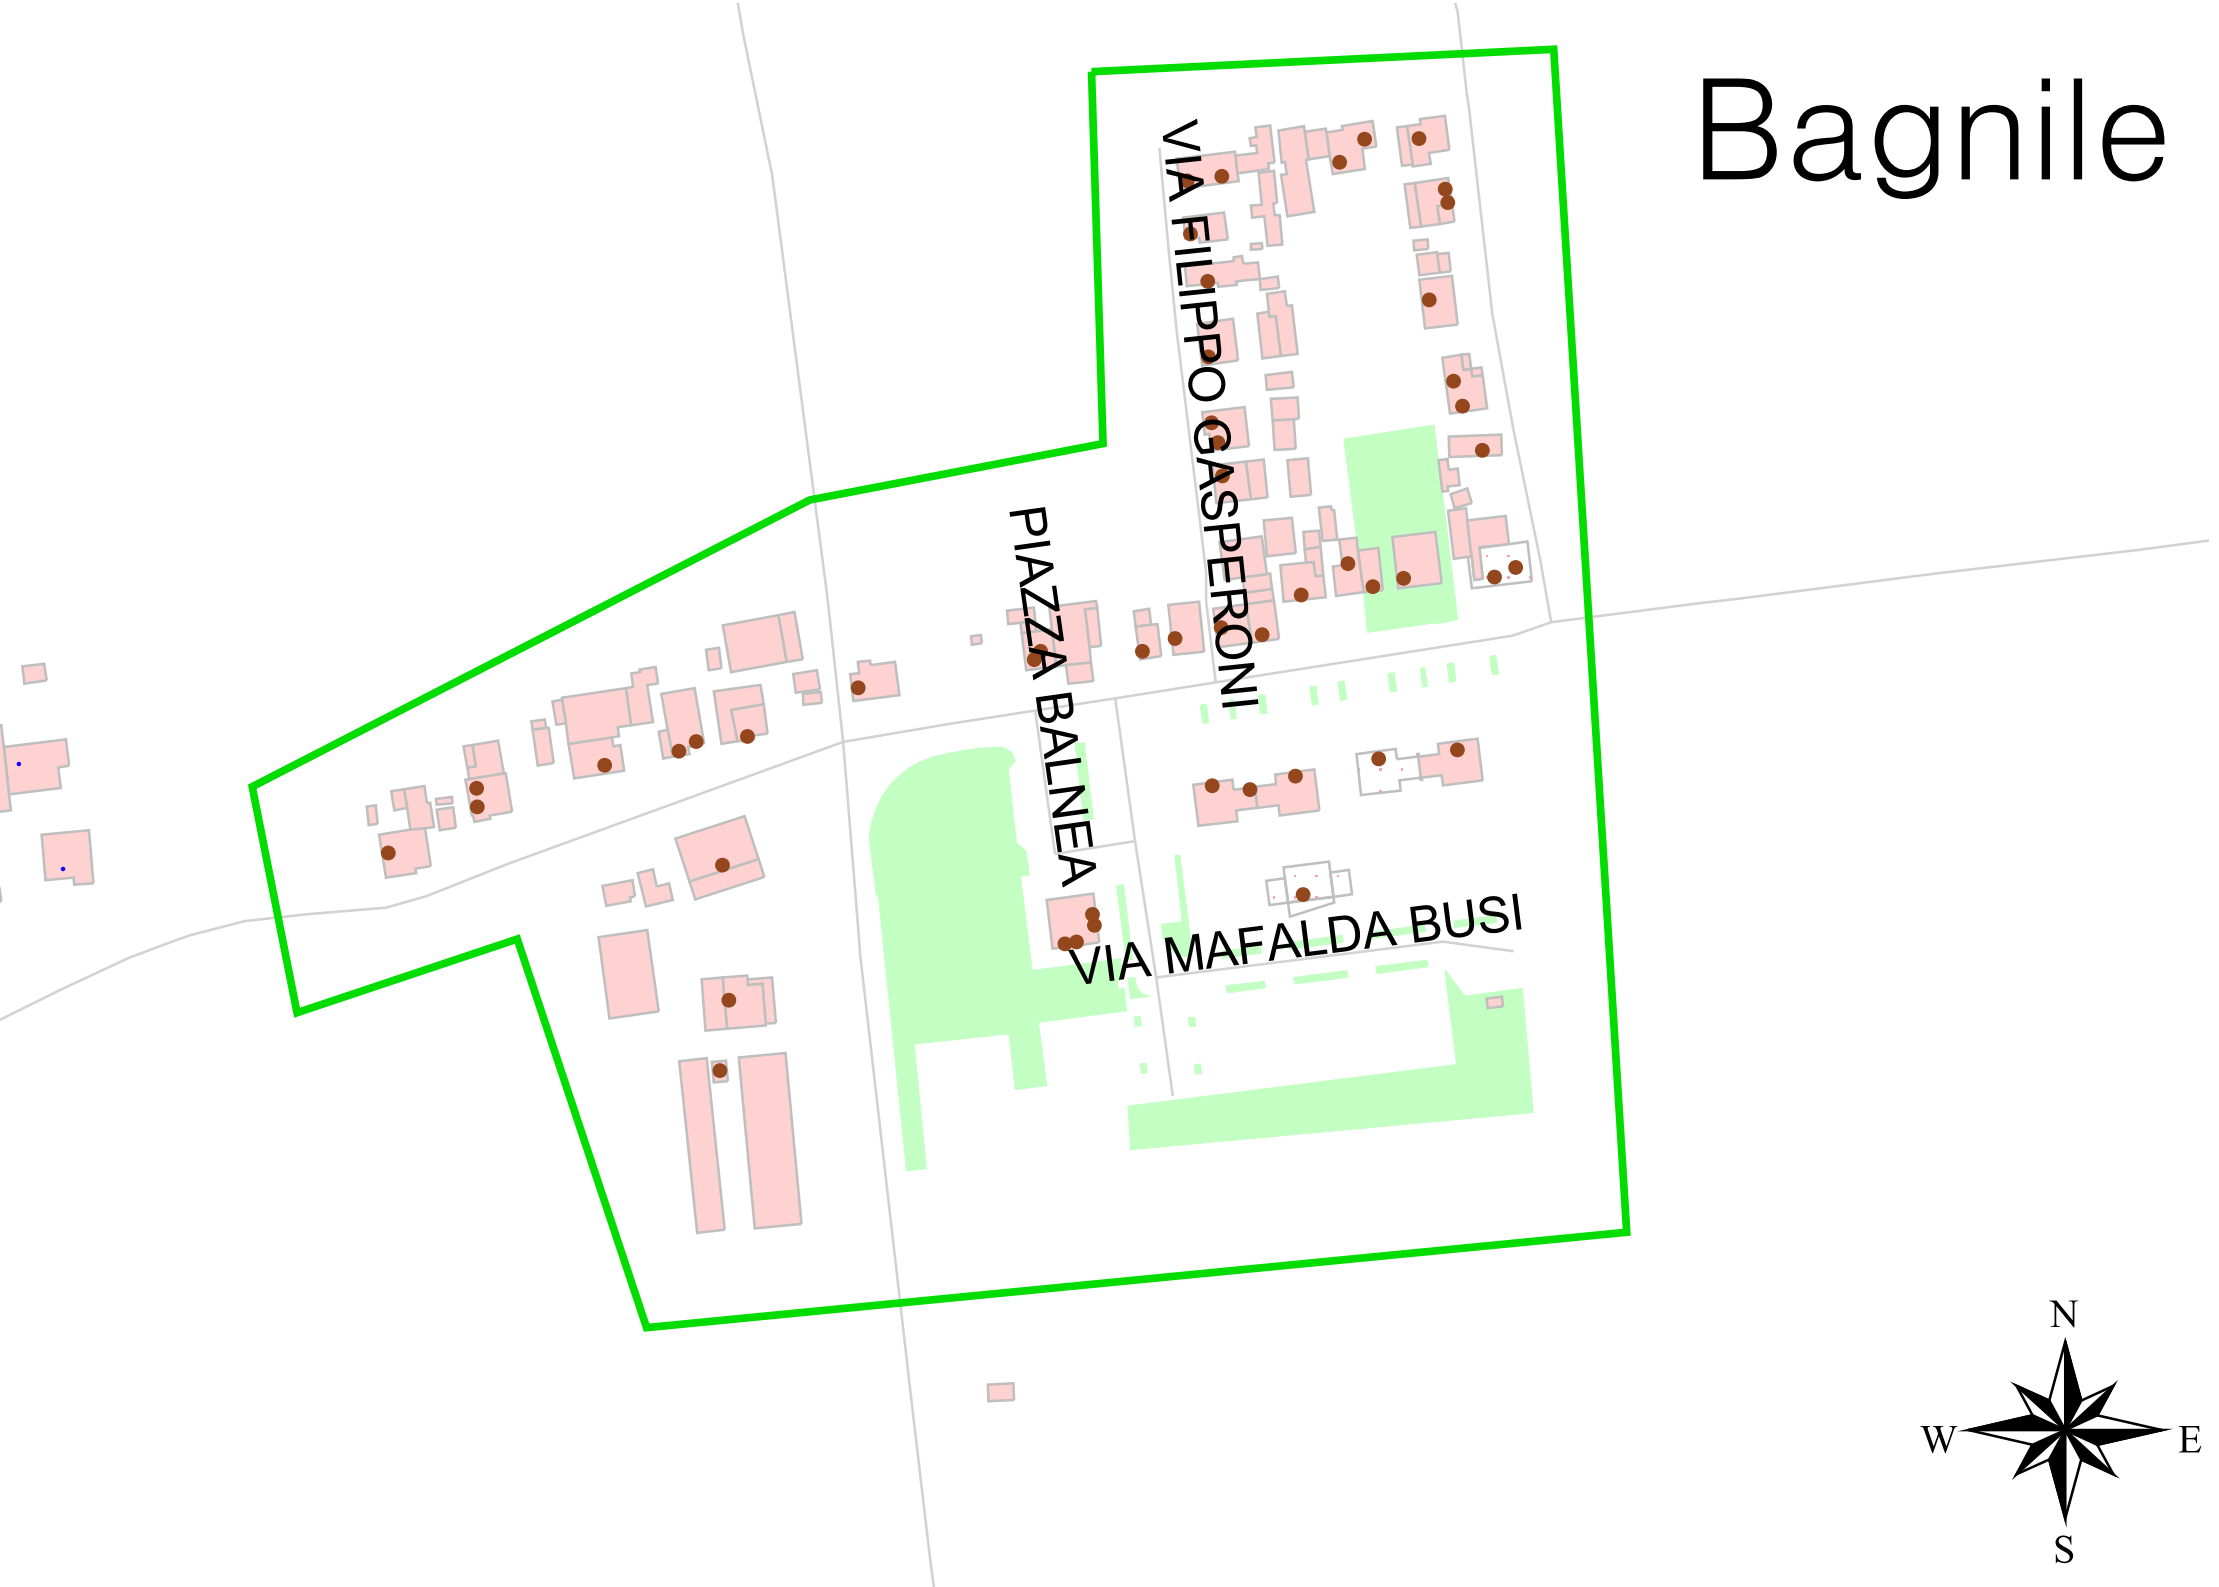 Bagnile
VIA FILIPPO GASPERONI
PIAZZA BALNEA
VIA MAFALDA BUSI
N
W
E
S